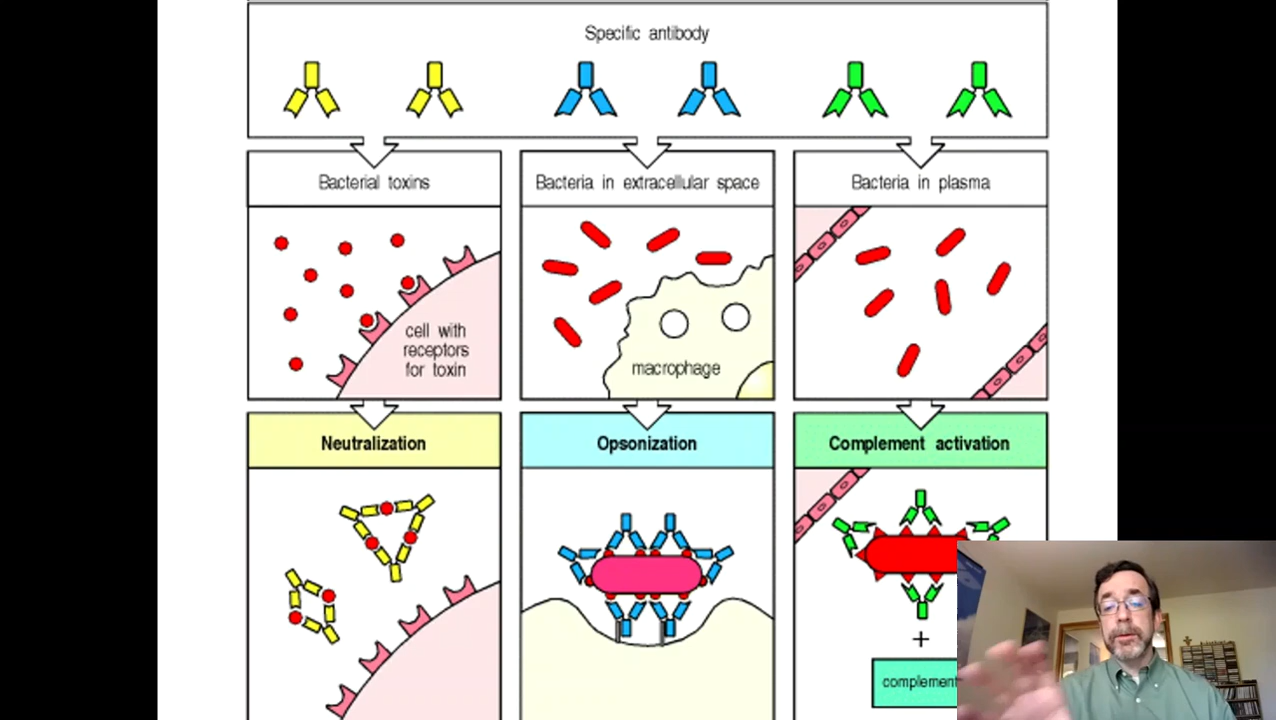 Specific antibody
Bacterial toxins
Bacteria in extracellular space
Bacteria in plasma
cell with
receptors
for toxin
macrophage
Neutralization
Opsonization
Complement activation
+
complement